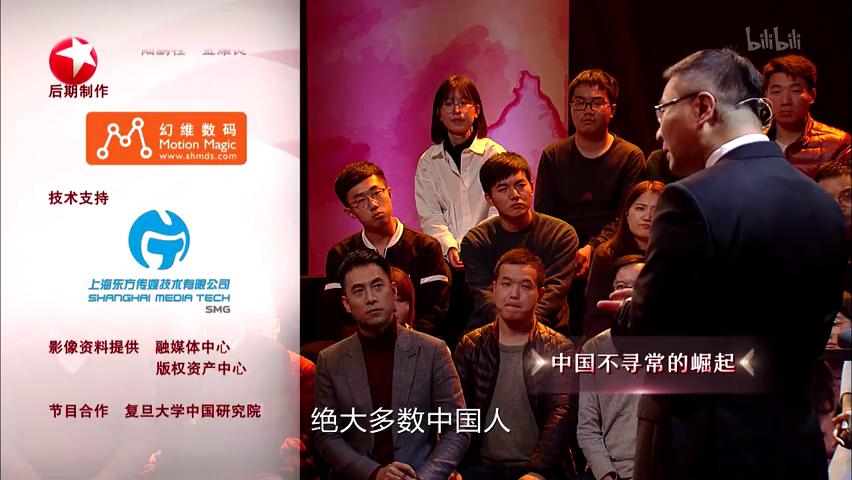 后期制作
幻维数码
Motion Magic
www.shmds.com
技术支持
上海东方传媒技术有限公司
SHANGHAI MEDIA TECH
SMG
影像资料提供 融媒体中心
版权资产中心
节目合作 复旦大学中国研究院
bilibili
中国不寻常的崛起
绝大多数中国人